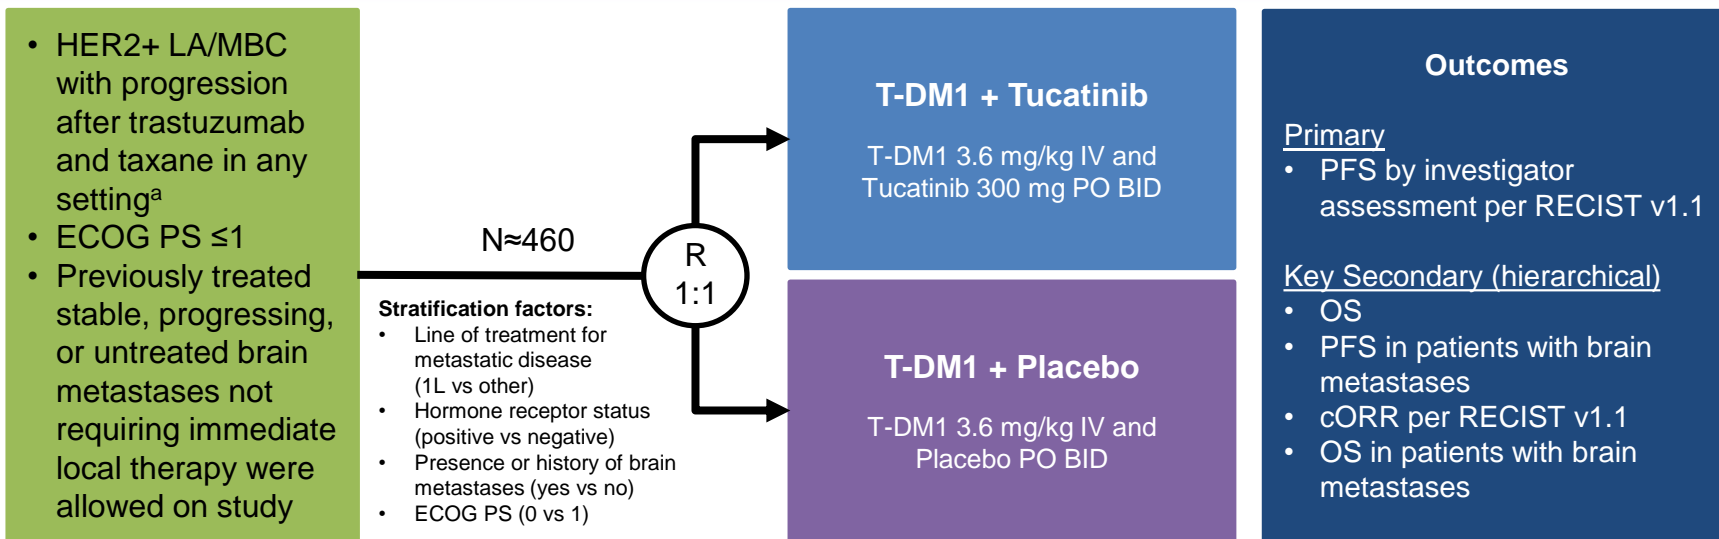 • HER2+ LA/MBC
with progression
after trastuzumab
and taxane in any
settingᵃ
• ECOG PS ≤1
• Previously treated
stable, progressing,
or untreated brain
metastases not
requiring immediate
local therapy were
allowed on study
N≈460
R
1:1
Stratification factors:
• Line of treatment for
metastatic disease
(1L vs other)
• Hormone receptor status
(positive vs negative)
• Presence or history of brain
metastases (yes vs no)
• ECOG PS (0 vs 1)
T-DM1 + Tucatinib
T-DM1 3.6 mg/kg IV and
Tucatinib 300 mg PO BID
T-DM1 + Placebo
T-DM1 3.6 mg/kg IV and
Placebo PO BID
Outcomes
Primary
• PFS by investigator
assessment per RECIST v1.1
Key Secondary (hierarchical)
• OS
• PFS in patients with brain
metastases
• cORR per RECIST v1.1
• OS in patients with brain
metastases